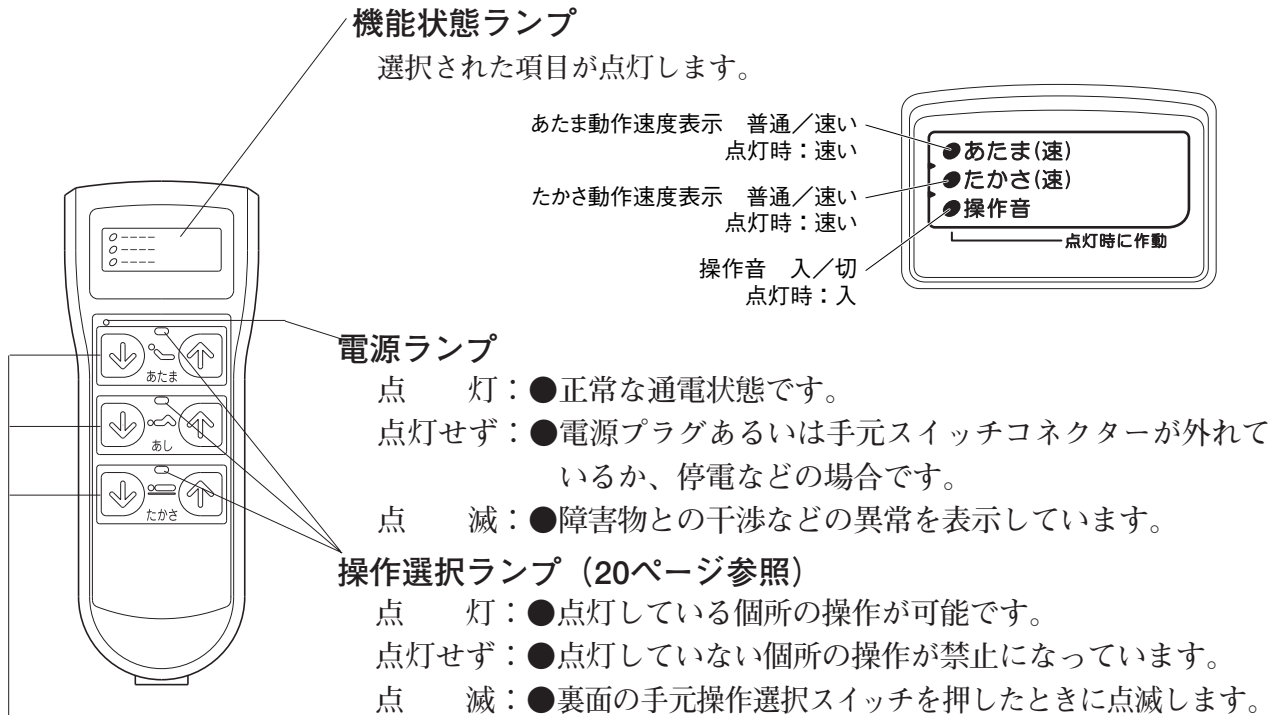 機能状態ランプ
選択された項目が点灯します。
あたま動作速度表示　普通／速い
点灯時：速い
たかさ動作速度表示　普通／速い
点灯時：速い
操作音　入／切
点灯時：入
●あたま(速)
●たかさ(速)
●操作音
点灯時に作動
あたま
あし
たかさ
電源ランプ
点　　灯：●正常な通電状態です。
点灯せず：●電源プラグあるいは手元スイッチコネクターが外れて
いるか、停電などの場合です。
点　　滅：●障害物との干渉などの異常を表示しています。
操作選択ランプ（20ページ参照）
点　　灯：●点灯している個所の操作が可能です。
点灯せず：●点灯していない個所の操作が禁止になっています。
点　　滅：●裏面の手元操作選択スイッチを押したときに点滅します。